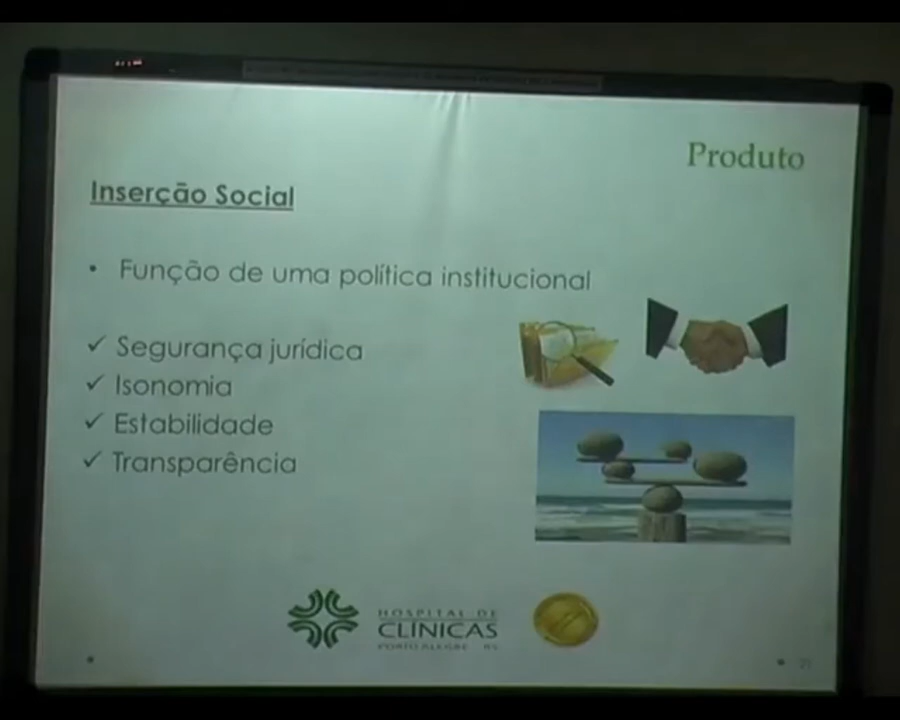 Produto
Inserção Social
• Função de uma política institucional
✓ Segurança jurídica
✓ Isonomia
✓ Estabilidade
✓ Transparência
HOSPITAL DE
CLÍNICAS
PORTO ALEGRE RS